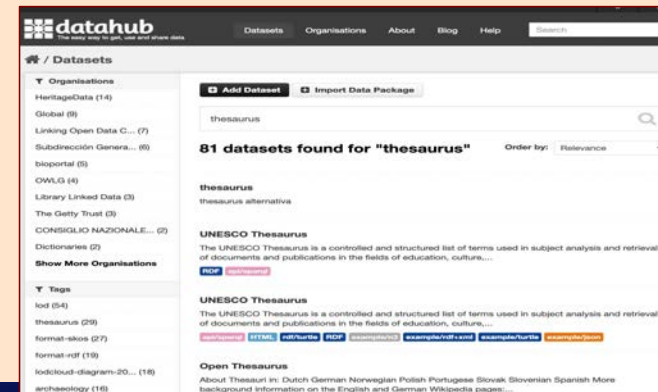 datahub
The easy way to get, use and share data
Datasets Organisations About Blog Help Search
/ Datasets
Organisations
HeritageData (14)
Global (9)
Linking Open Data C... (7)
Subdirección Genera... (6)
bioportal (5)
OWLG (4)
Library Linked Data (3)
The Getty Trust (3)
CONSIGLIO NAZIONALE... (2)
Dictionaries (2)
Show More Organisations
Tags
lod (54)
thesaurus (29)
format-skos (27)
format-rdf (19)
lodcloud-diagram-20... (18)
archaeology (16)
Add Dataset Import Data Package
thesaurus
81 datasets found for "thesaurus" Order by: Relevance
thesaurus
thesaurus alternativa
UNESCO Thesaurus
The UNESCO Thesaurus is a controlled and structured list of terms used in subject analysis and retrieval
of documents and publications in the fields of education, culture,...
RDF api/sparql
UNESCO Thesaurus
The UNESCO Thesaurus is a controlled and structured list of terms used in subject analysis and retrieval
of documents and publications in the fields of education, culture,...
api/sparql HTML rdf/turtle RDF example/n3 example/rdf+xml example/turtle example/json
Open Thesaurus
About Thesauri in: Dutch German Norwegian Polish Portugese Slovak Slovenian Spanish More
background information on the English and German Wikipedia pages:...